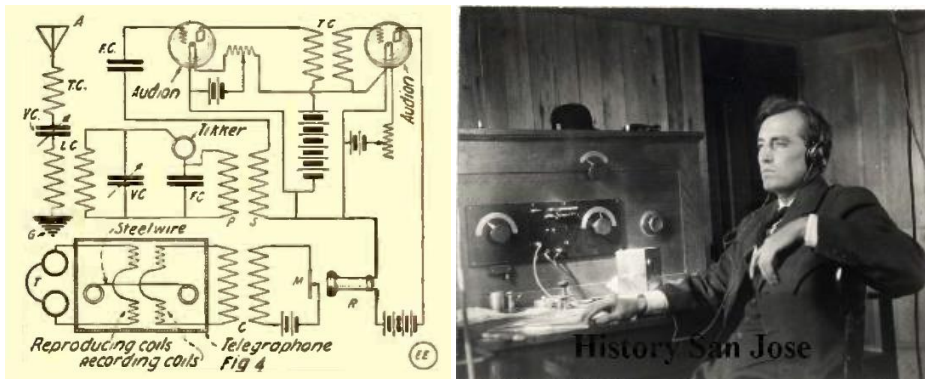 A
T.C.
V.C.
L.C.
G
F.C.
Audion
T.C.
Audion
Tikker
V.C.
F.C.
P
S
Steelwire
T
C
M
R
Reproducing coils
Recording coils
Telegraphone
Fig 4
EE
History San Jose